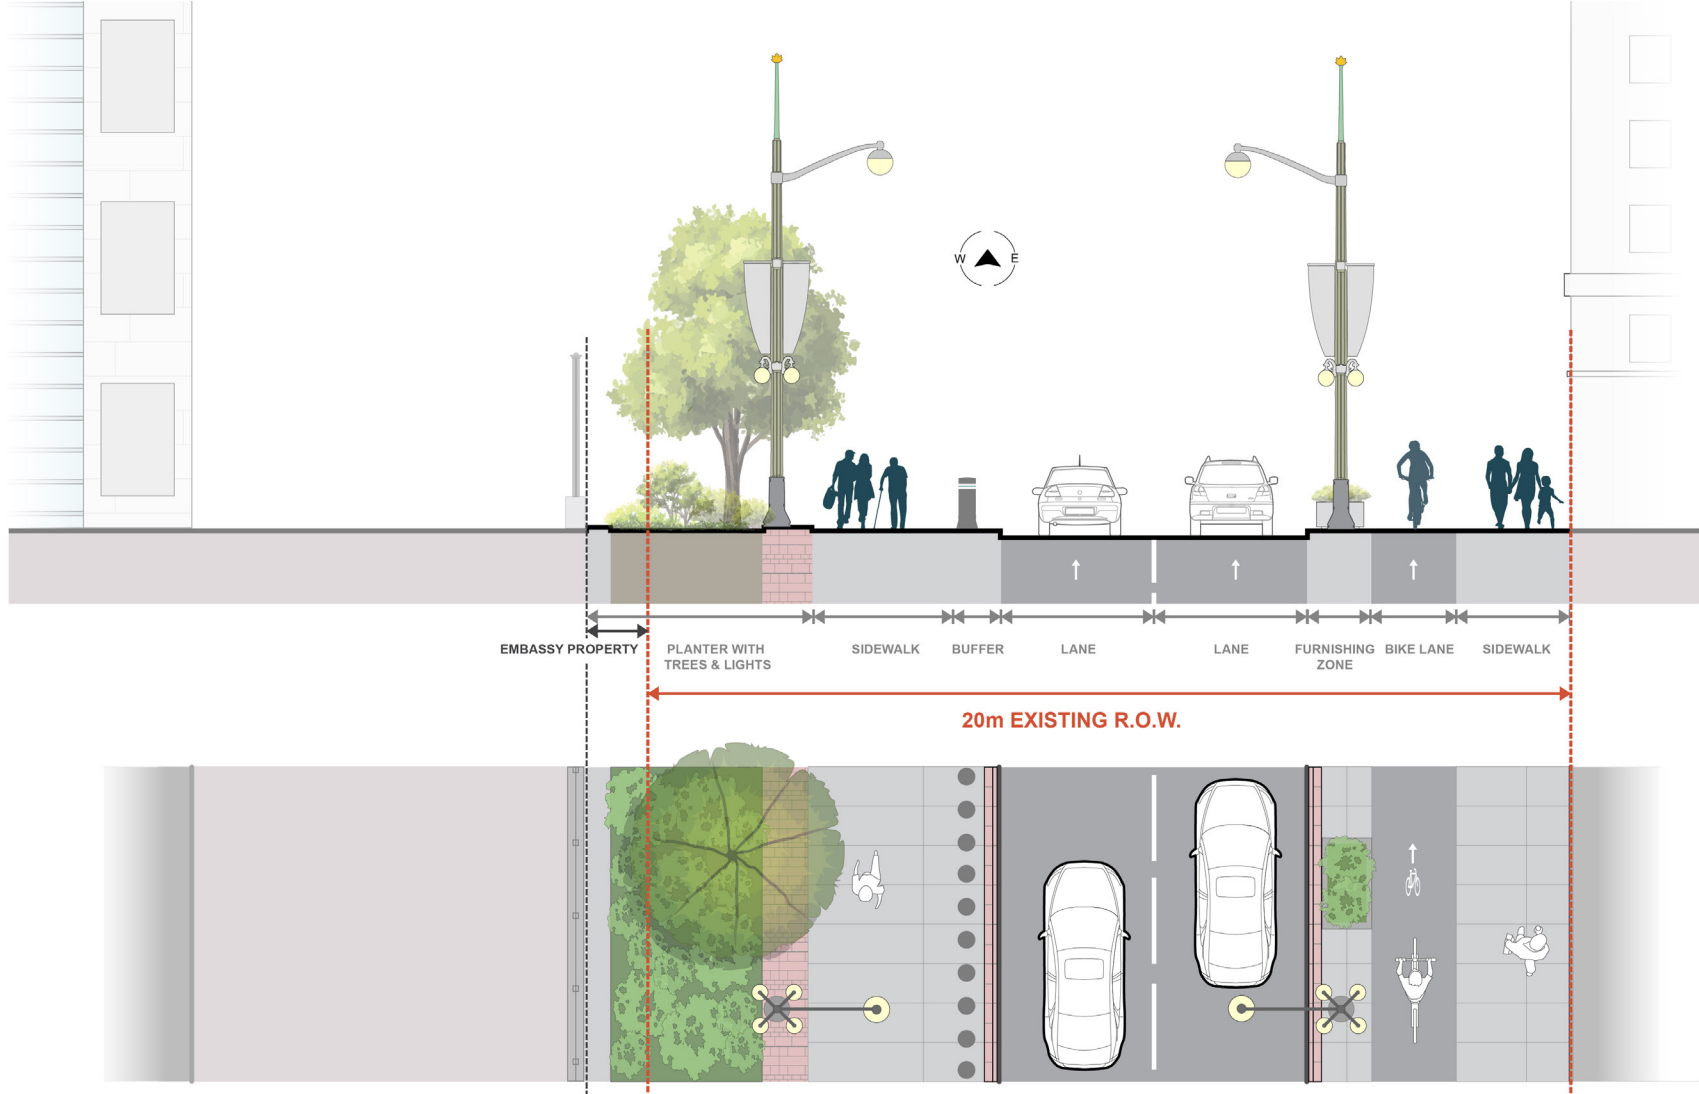 W E
EMBASSY PROPERTY
PLANTER WITH
TREES & LIGHTS
SIDEWALK
BUFFER
LANE
LANE
FURNISHING
ZONE
BIKE LANE
SIDEWALK
20m EXISTING R.O.W.